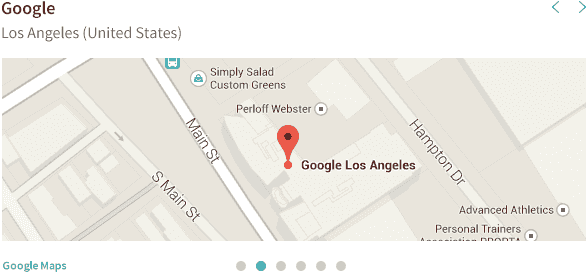 Google
Los Angeles (United States)
Simply Salad
Custom Greens
Perloff Webster
Main St
Hampton Dr
Google Los Angeles
S Main St
Advanced Athletics
Personal Trainers
Association
Google Maps